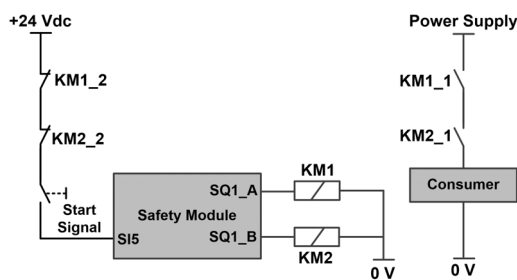 +24 Vdc
Power Supply
KM1_2
KM1_1
KM2_2
KM2_1
Start
Signal
SI5
Safety Module
SQ1_A
SQ1_B
KM1
KM2
0 V
Consumer
0 V